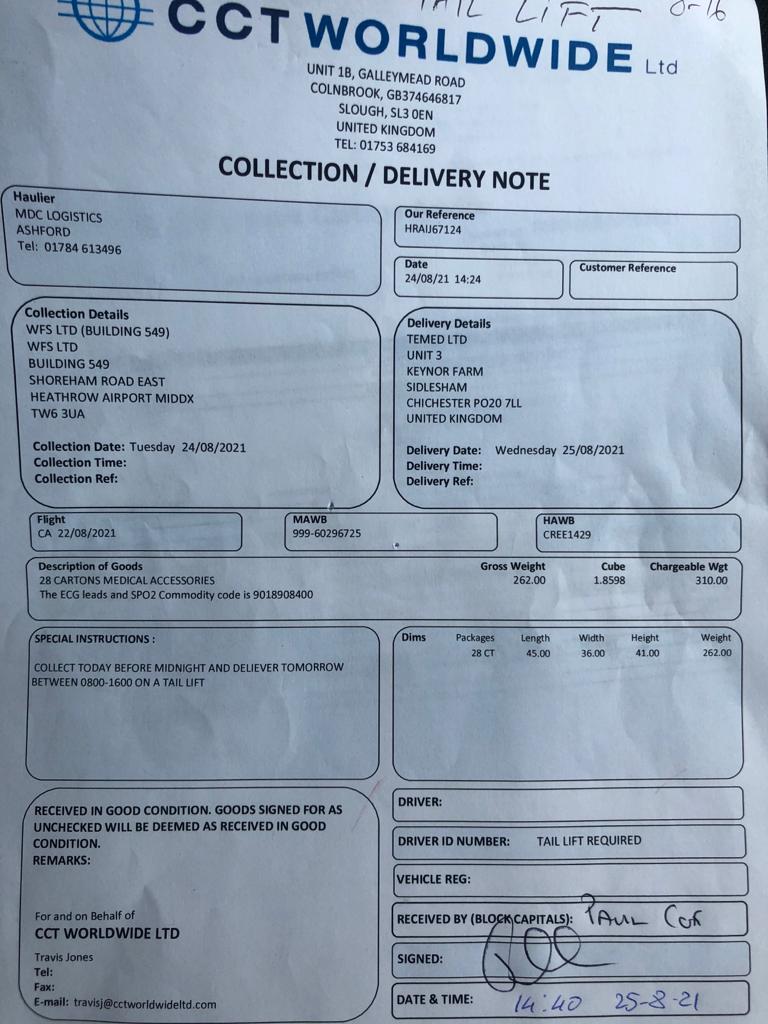 TAIL LIFT 8-16
CCT WORLDWIDE Ltd
UNIT 1B, GALLEYMEAD ROAD
COLNBROOK, GB374646817
SLOUGH, SL3 0EN
UNITED KINGDOM
TEL: 01753 684169
COLLECTION / DELIVERY NOTE
Haulier
MDC LOGISTICS
ASHFORD
Tel: 01784 613496
Our Reference
HRAIJ67124
Date
24/08/21 14:24
Customer Reference
Collection Details
WFS LTD (BUILDING 549)
WFS LTD
BUILDING 549
SHOREHAM ROAD EAST
HEATHROW AIRPORT MIDDX
TW6 3UA
Collection Date: Tuesday 24/08/2021
Collection Time:
Collection Ref:
Delivery Details
TEMED LTD
UNIT 3
KEYNOR FARM
SIDLESHAM
CHICHESTER PO20 7LL
UNITED KINGDOM
Delivery Date: Wednesday 25/08/2021
Delivery Time:
Delivery Ref:
Flight
CA 22/08/2021
MAWB
999-60296725
HAWB
CREE1429
Description of Goods Gross Weight Cube Chargeable Wgt
28 CARTONS MEDICAL ACCESSORIES 262.00 1.8598 310.00
The ECG leads and SPO2 Commodity code is 9018908400
SPECIAL INSTRUCTIONS :
COLLECT TODAY BEFORE MIDNIGHT AND DELIEVER TOMORROW
BETWEEN 0800-1600 ON A TAIL LIFT
Dims Packages Length Width Height Weight
28 CT 45.00 36.00 41.00 262.00
RECEIVED IN GOOD CONDITION. GOODS SIGNED FOR AS
UNCHECKED WILL BE DEEMED AS RECEIVED IN GOOD
CONDITION.
REMARKS:
For and on Behalf of
CCT WORLDWIDE LTD
Travis Jones
Tel:
Fax:
E-mail: travisj@cctworldwideltd.com
DRIVER:
DRIVER ID NUMBER: TAIL LIFT REQUIRED
VEHICLE REG:
RECEIVED BY (BLOCK CAPITALS): PAUL COX
SIGNED:
DATE & TIME: 14:40 25-8-21